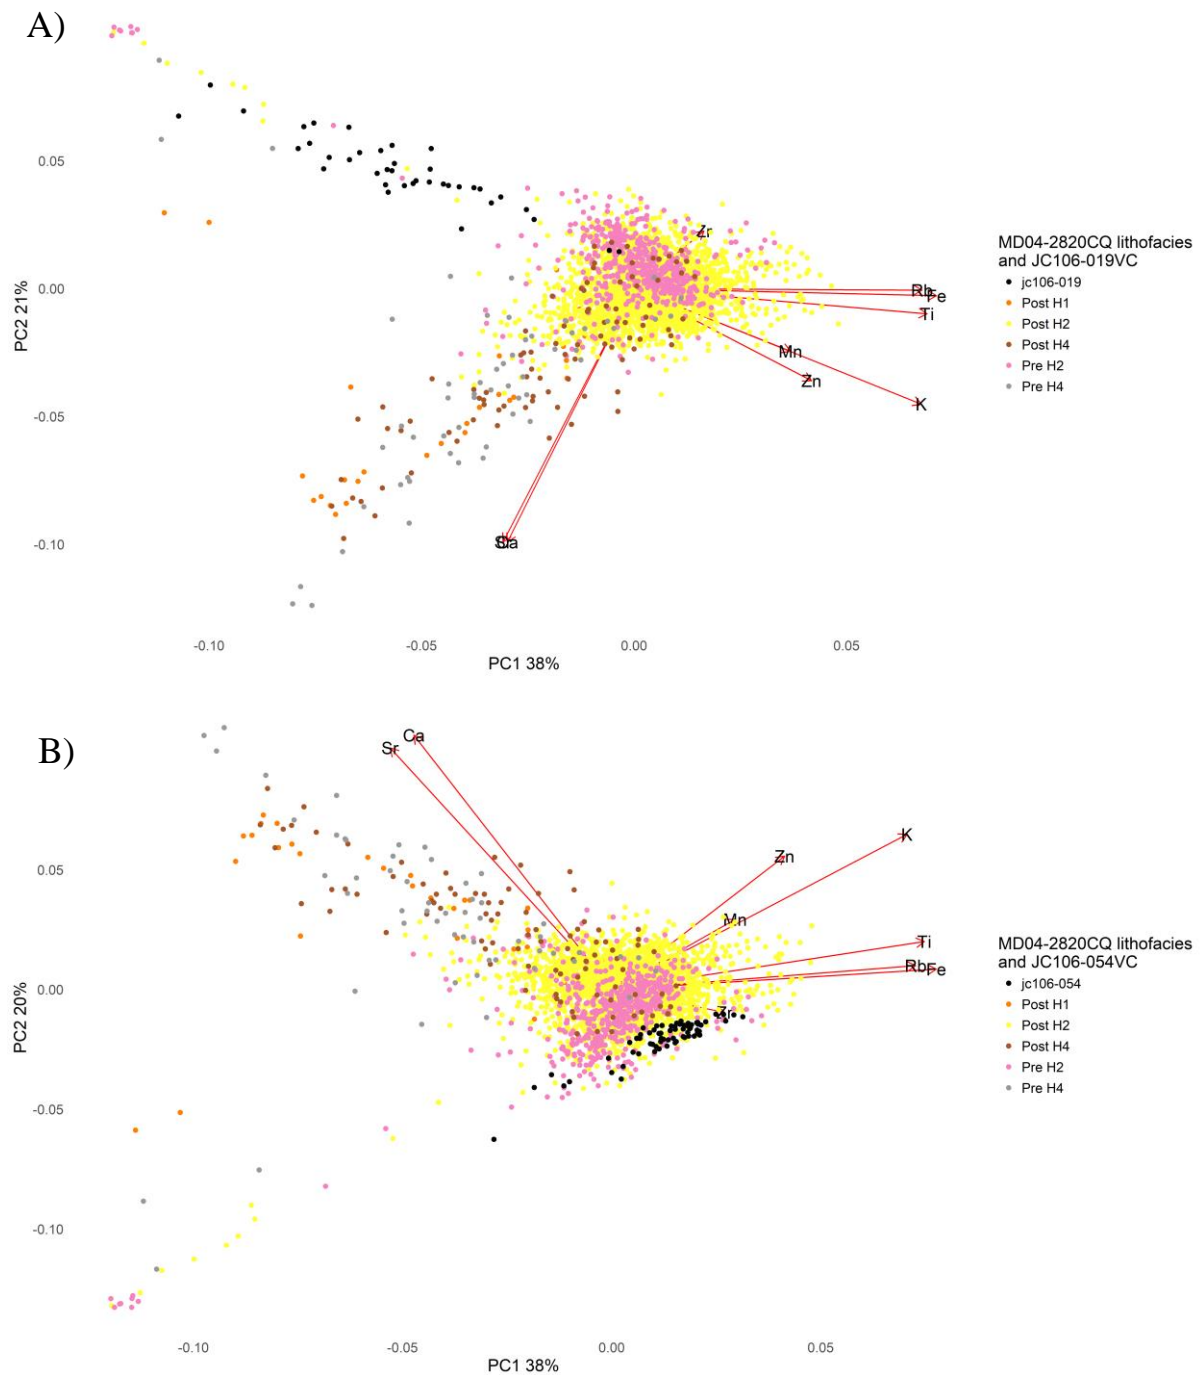 A)
0.05
0.00
-0.05
-0.10
PC2 21%
Zr
Rb
Fe
Ti
Mn
Zn
K
-0.10 -0.05 0.00 0.05
PC1 38%
MD04-2820CQ lithofacies
and JC106-019VC
jc106-019
Post H1
Post H2
Post H4
Pre H2
Pre H4
B)
Sr Ca
K
Zn
Mn
Ti
Rb Fe
Zr
0.05
0.00
-0.05
-0.10
PC2 20%
-0.10 -0.05 0.00 0.05
PC1 38%
MD04-2820CQ lithofacies
and JC106-054VC
jc106-054
Post H1
Post H2
Post H4
Pre H2
Pre H4